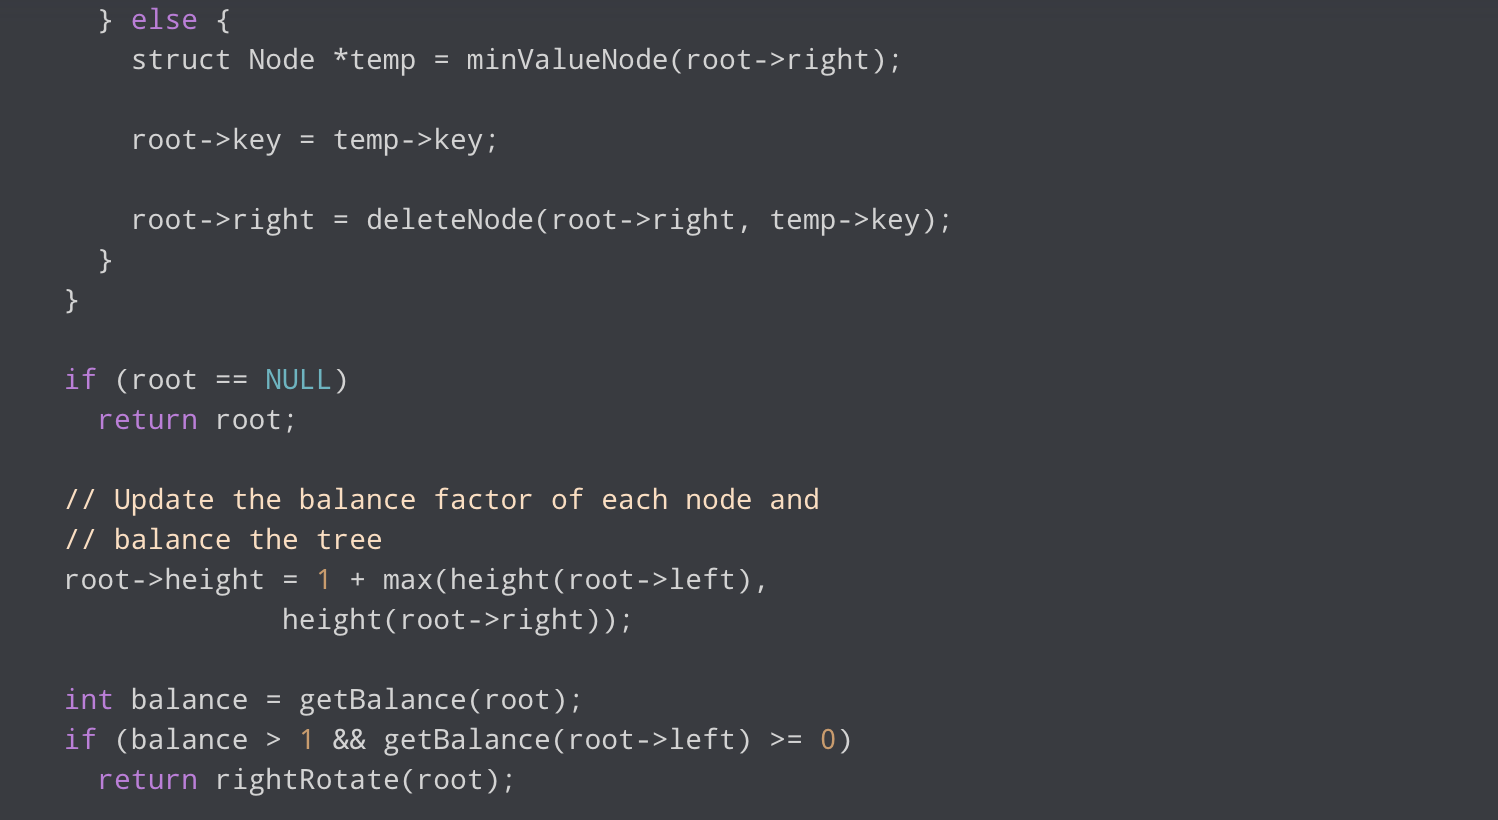 } else {
struct Node *temp = minValueNode(root->right);
root->key = temp->key;
root->right = deleteNode(root->right, temp->key);
}
}
if (root == NULL)
return root;
// Update the balance factor of each node and
// balance the tree
root->height = 1 + max(height(root->left),
height(root->right));
int balance = getBalance(root);
if (balance > 1 && getBalance(root->left) >= 0)
return rightRotate(root);